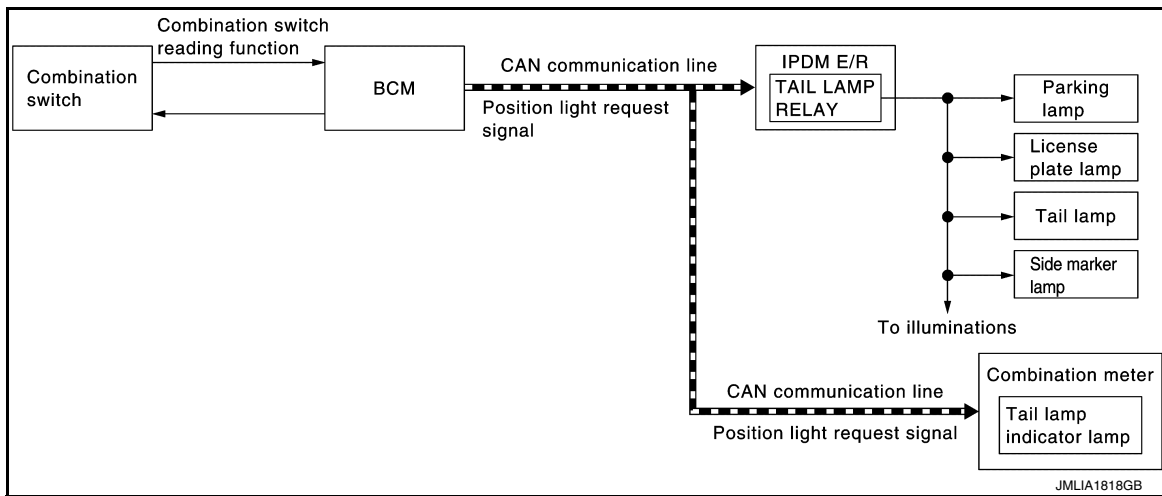 Combination switch
reading function
Combination
switch
BCM
CAN communication line
Position light request
signal
IPDM E/R
TAIL LAMP
RELAY
Parking
lamp
License
plate lamp
Tail lamp
Side marker
lamp
To illuminations
CAN communication line
Position light request signal
Combination meter
Tail lamp
indicator lamp
JMLIA1818GB